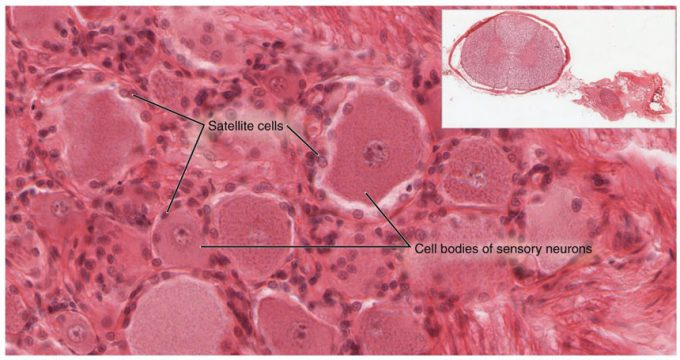 Satellite cells
Cell bodies of sensory neurons